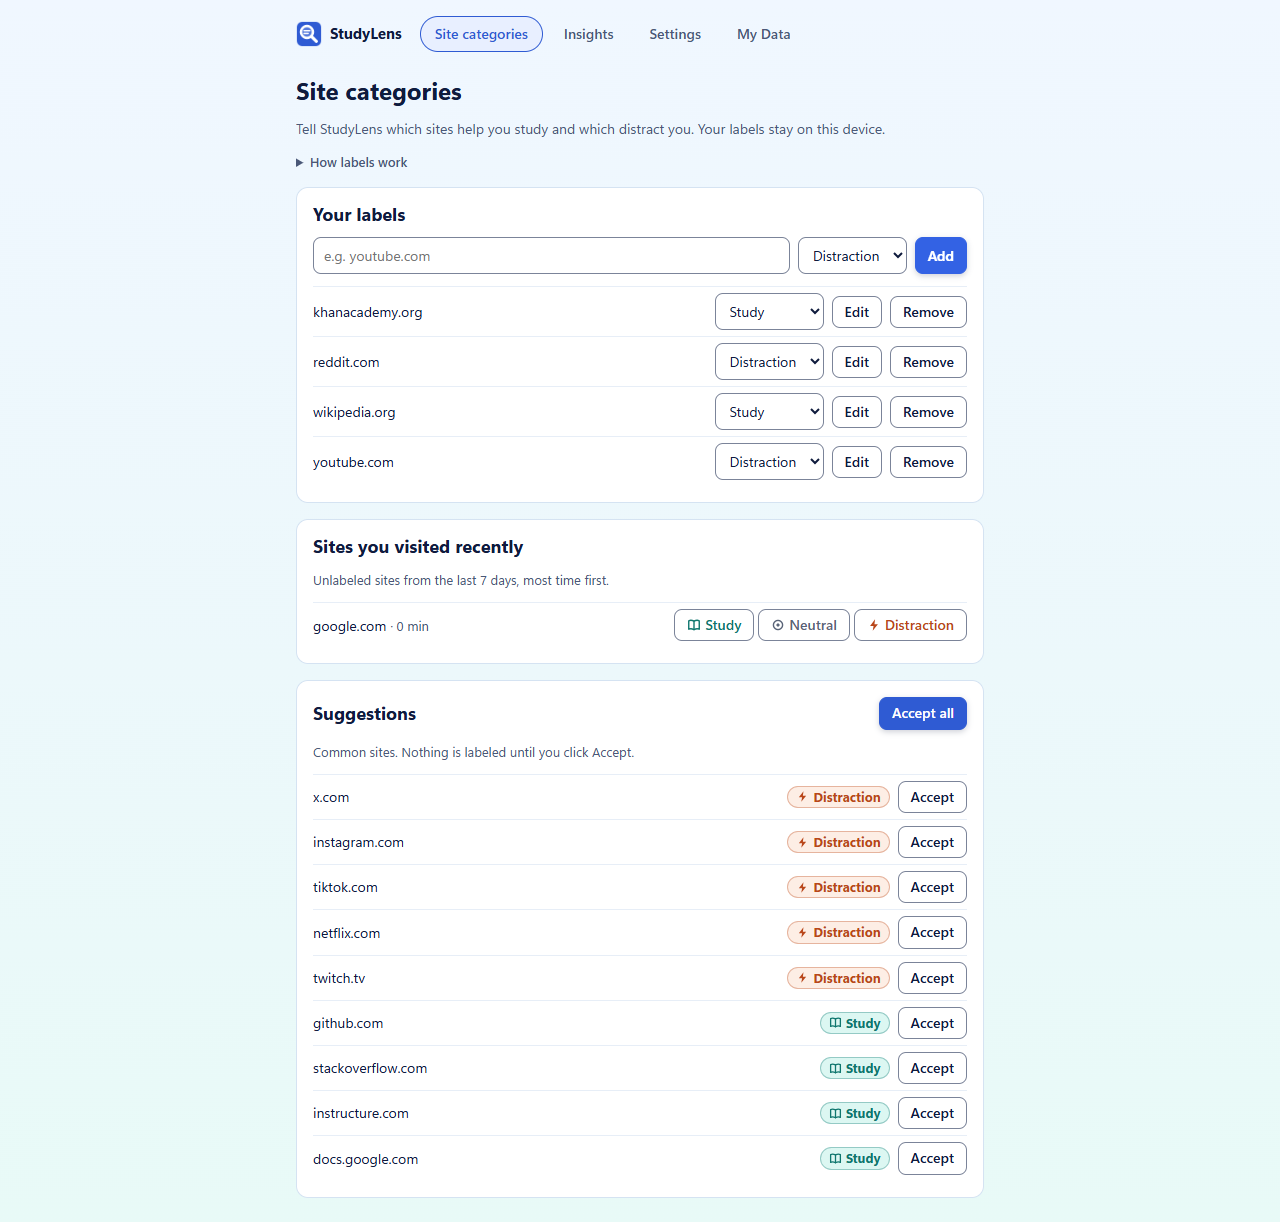 StudyLens Site categories Insights Settings My Data
Site categories
Tell StudyLens which sites help you study and which distract you. Your labels stay on this device.
How labels work
Your labels
e.g. youtube.com Distraction Add
khanacademy.org Study Edit Remove
reddit.com Distraction Edit Remove
wikipedia.org Study Edit Remove
youtube.com Distraction Edit Remove
Sites you visited recently
Unlabeled sites from the last 7 days, most time first.
google.com · 0 min Study Neutral Distraction
Suggestions Accept all
Common sites. Nothing is labeled until you click Accept.
x.com Distraction Accept
instagram.com Distraction Accept
tiktok.com Distraction Accept
netflix.com Distraction Accept
twitch.tv Distraction Accept
github.com Study Accept
stackoverflow.com Study Accept
instructure.com Study Accept
docs.google.com Study Accept